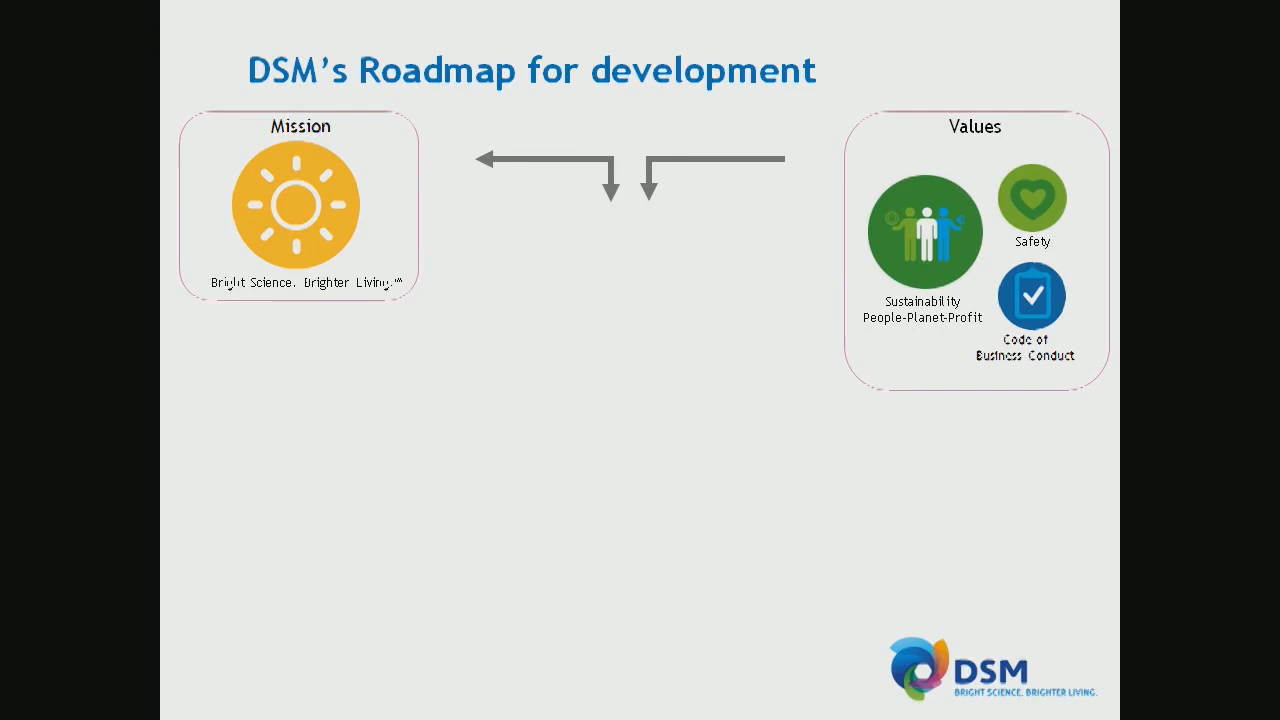 DSM's Roadmap for development
Mission
Bright Science. Brighter Living.™
Values
Safety
Sustainability
People-Planet-Profit
Code of
Business Conduct
DSM
BRIGHT SCIENCE. BRIGHTER LIVING.